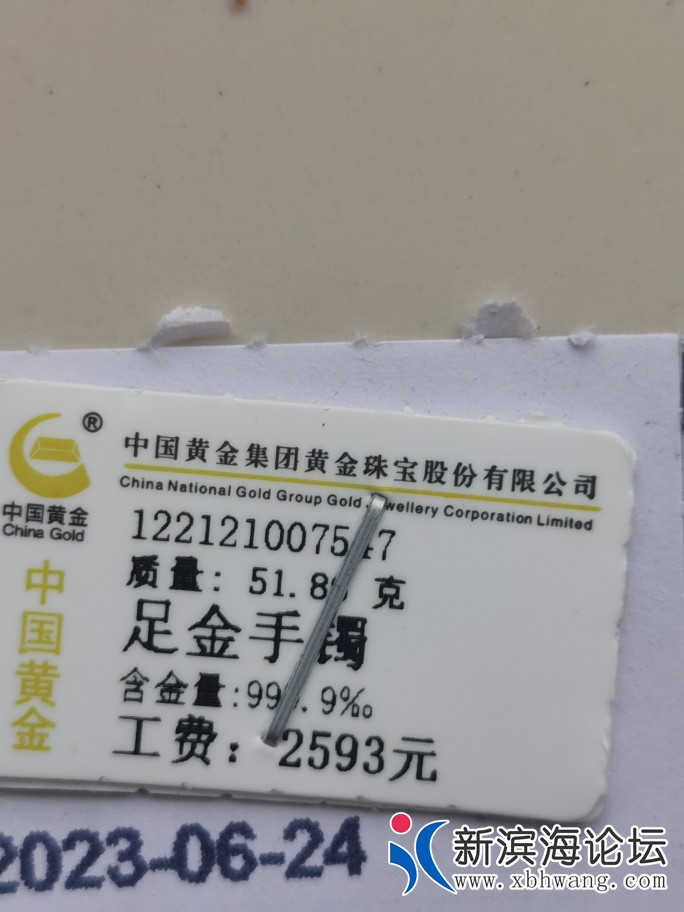 ®
中国黄金集团黄金珠宝股份有限公司
China National Gold Group Gold Jewellery Corporation Limited
中国黄金
China Gold
中国黄金
122121007547
质量: 51.8 克
足金手镯
含金量:999.9‰
工费: 2593元
2023-06-24
新滨海论坛
www.xbhwang.com